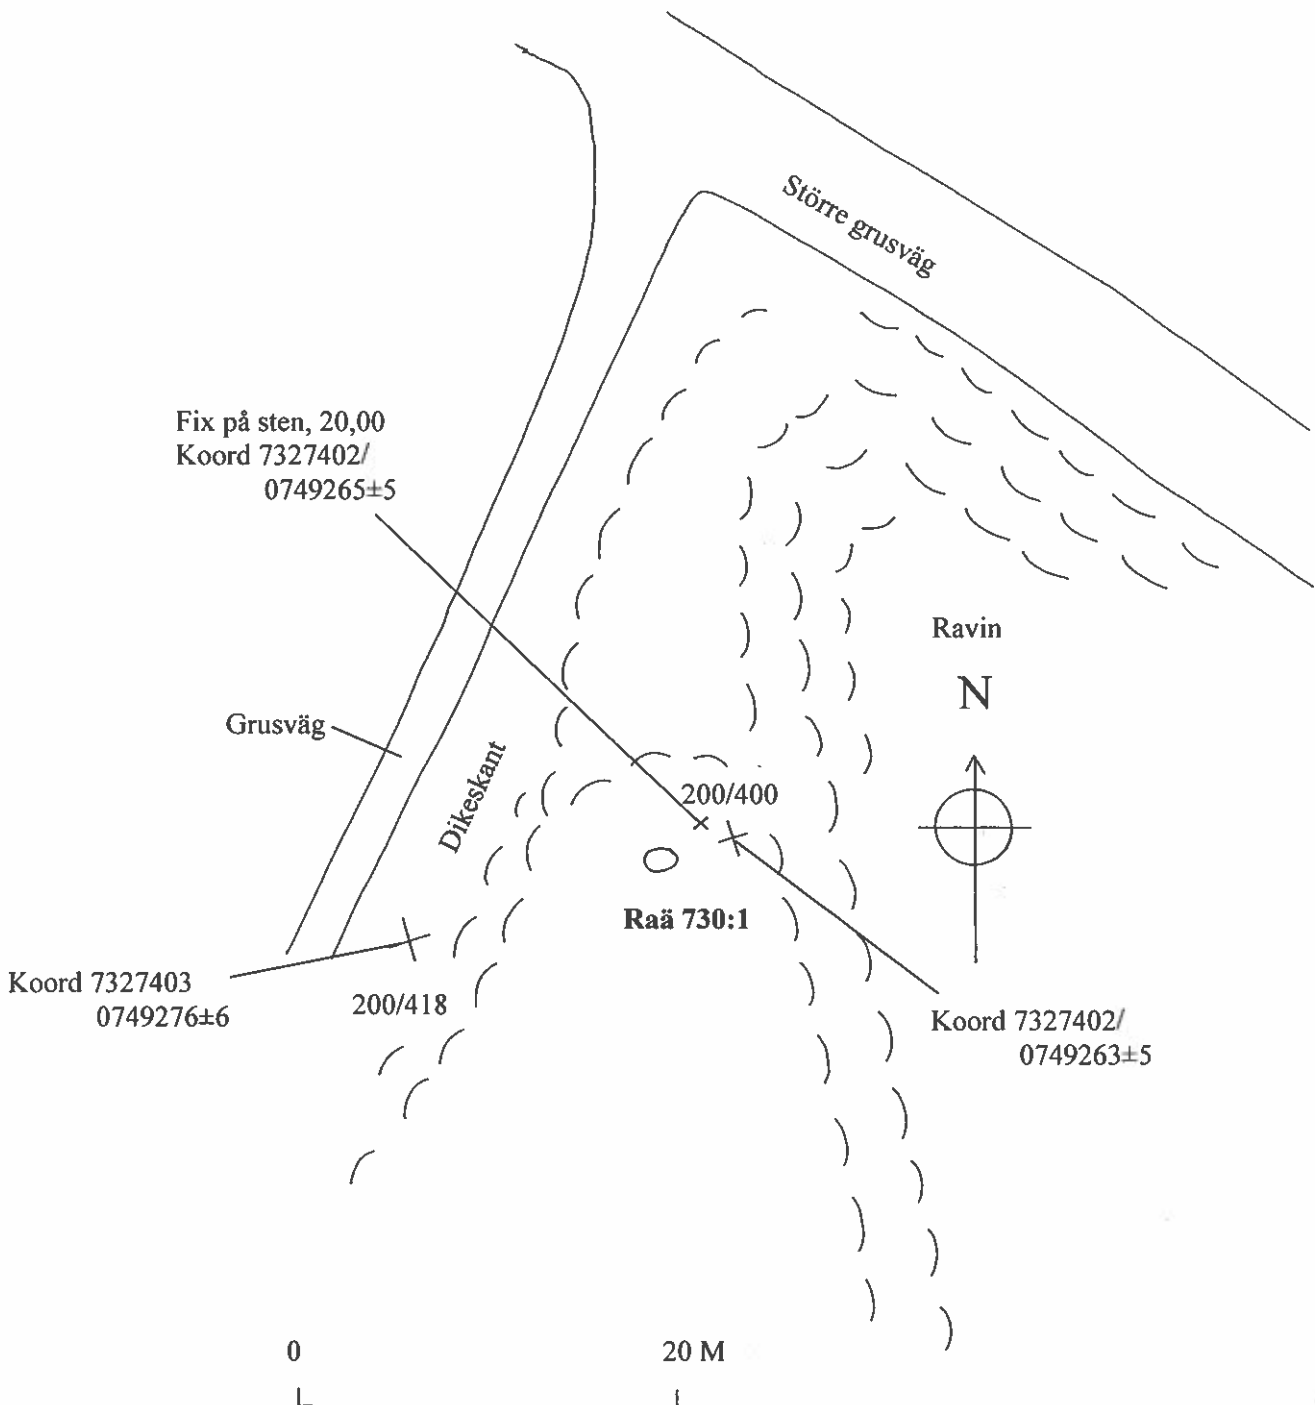 Större grusväg
Fix på sten, 20,00
Koord 7327402/
0749265±5
Ravin
N
Grusväg
Dikeskant
200/400
Raä 730:1
Koord 7327403
0749276±6
200/418
Koord 7327402/
0749263±5
0
20 M